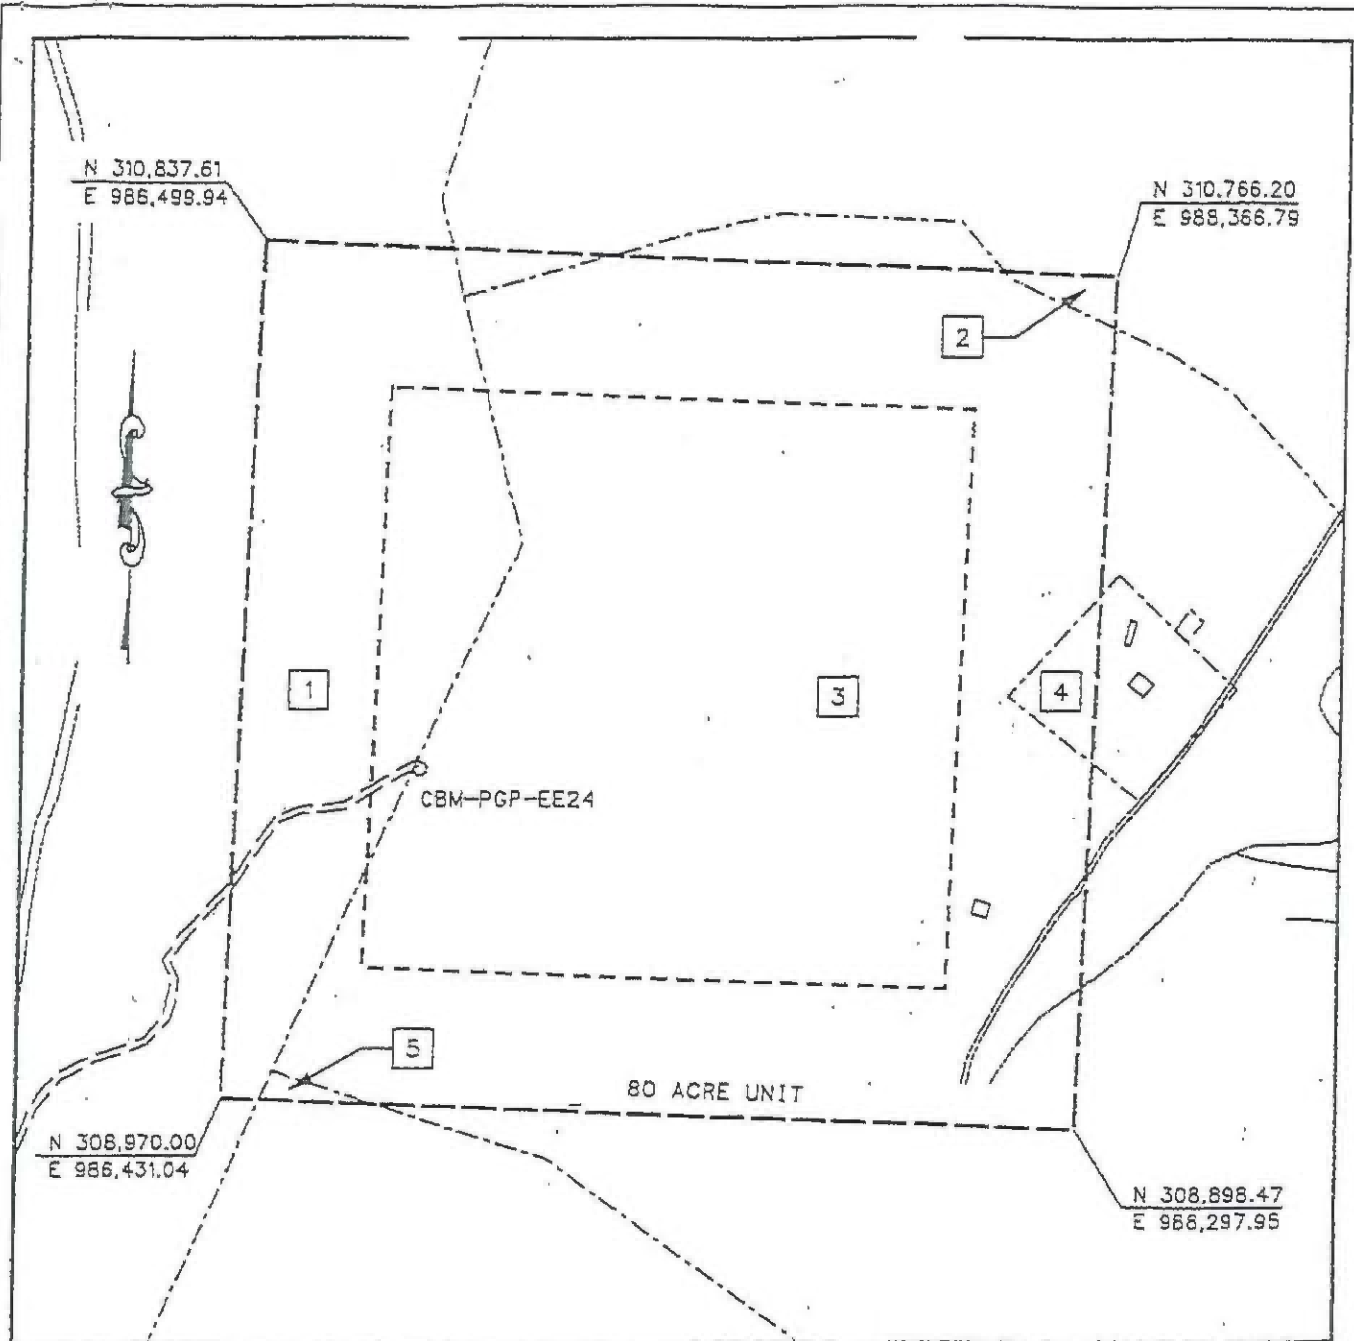 N 310,837.61
E 986,499.94
N 310,766.20
E 988,366.79
2
1
3
4
CBM-PGP-EE24
5
80 ACRE UNIT
N 308,970.00
E 986,431.04
N 308,898.47
E 988,297.95